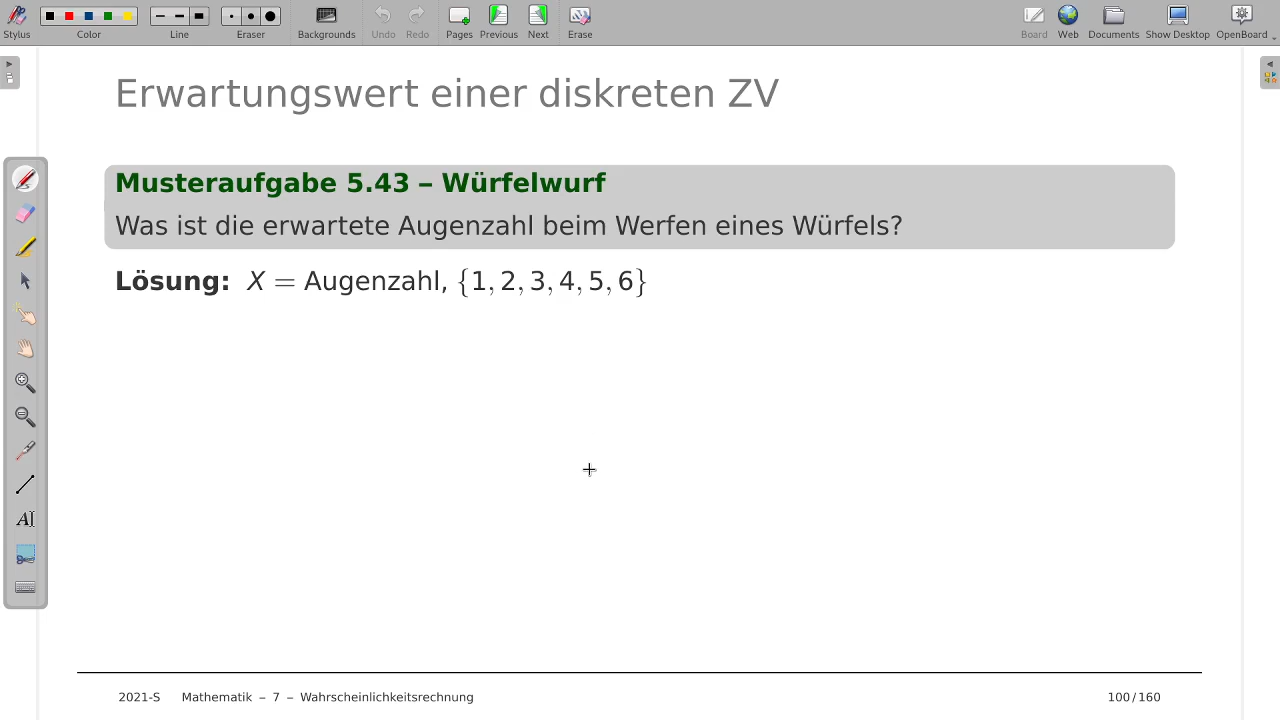 Stylus Color Line Eraser Backgrounds Undo Redo Pages Previous Next Erase Board Web Documents Show Desktop OpenBoard
Erwartungswert einer diskreten ZV
Musteraufgabe 5.43 – Würfelwurf
Was ist die erwartete Augenzahl beim Werfen eines Würfels?
Lösung: X = Augenzahl, {1, 2, 3, 4, 5, 6}
AI
2021-S Mathematik – 7 – Wahrscheinlichkeitsrechnung 100/160